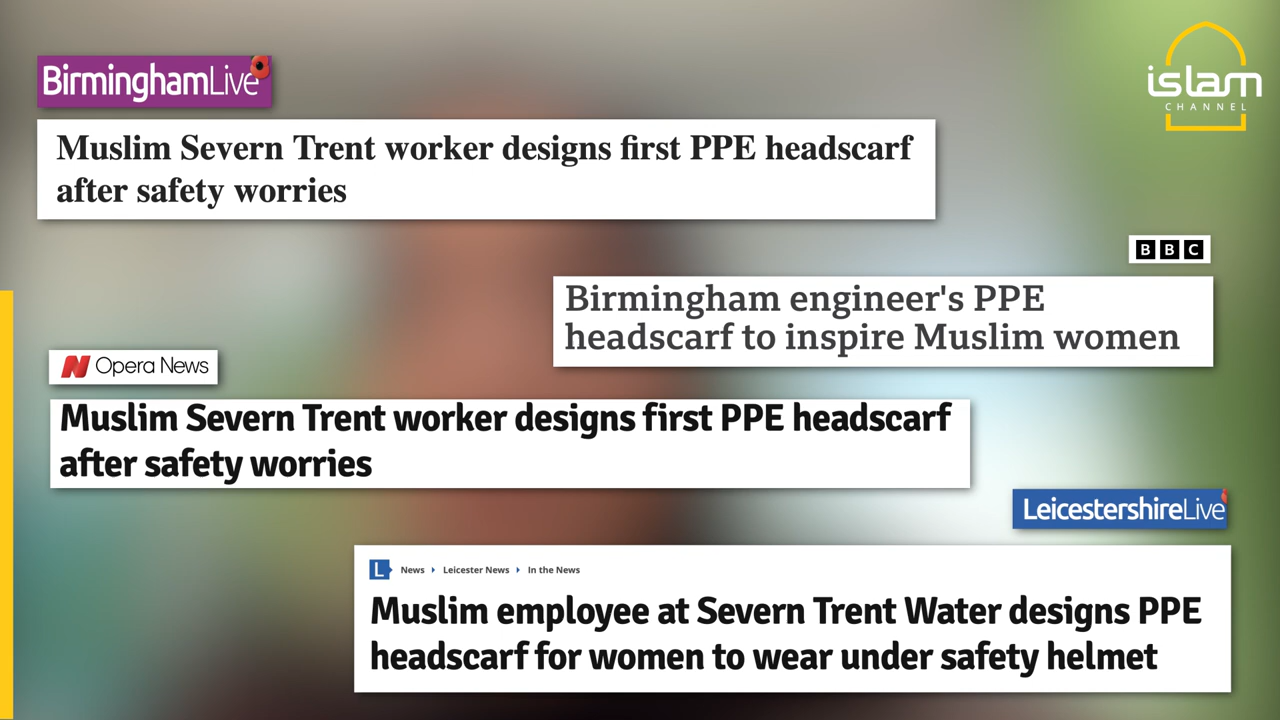 BirminghamLive
islam
CHANNEL
Muslim Severn Trent worker designs first PPE headscarf
after safety worries
BBC
Birmingham engineer's PPE
headscarf to inspire Muslim women
N Opera News
Muslim Severn Trent worker designs first PPE headscarf
after safety worries
LeicestershireLive
L News Leicester News In the News
Muslim employee at Severn Trent Water designs PPE
headscarf for women to wear under safety helmet